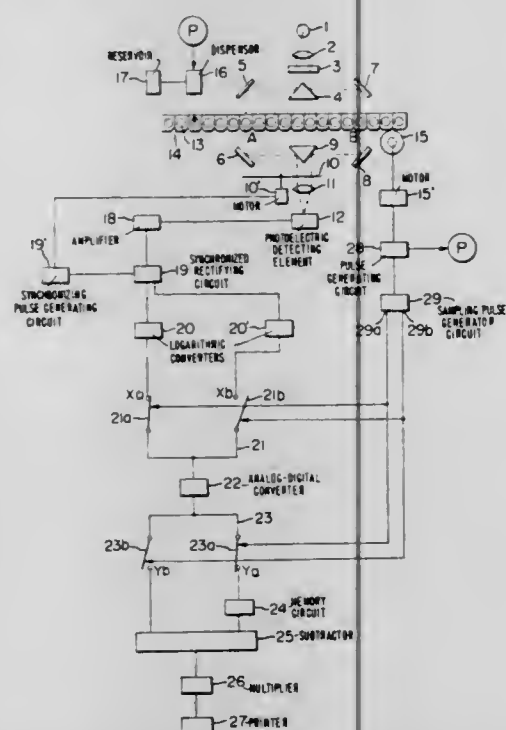 P
1
RESERVOIR
DISPENSOR
2
17
16
5
3
7
4
14
13
A
B
15
6
9
10
8
10'
11
MOTOR
18
MOTOR
12
15'
19'
AMPLIFIER
PHOTOELECTRIC
DETECTING
ELEMENT
28
P
SYNCHRONIZED
RECTIFYING
CIRCUIT
19
PULSE
GENERATING
CIRCUIT
SYNCHRONIZING
PULSE GENERATING
CIRCUIT
29
SAMPLING PULSE
GENERATOR
CIRCUIT
29a
29b
20
20'
LOGARITHMIC
CONVERTERS
Xa
Xb
21a
21b
21
22
ANALOG-DIGITAL
CONVERTER
23
23b
23a
Yb
Ya
24
MEMORY
CIRCUIT
25-SUBTRACTOR
26
MULTIPLIER
27-PRINTER